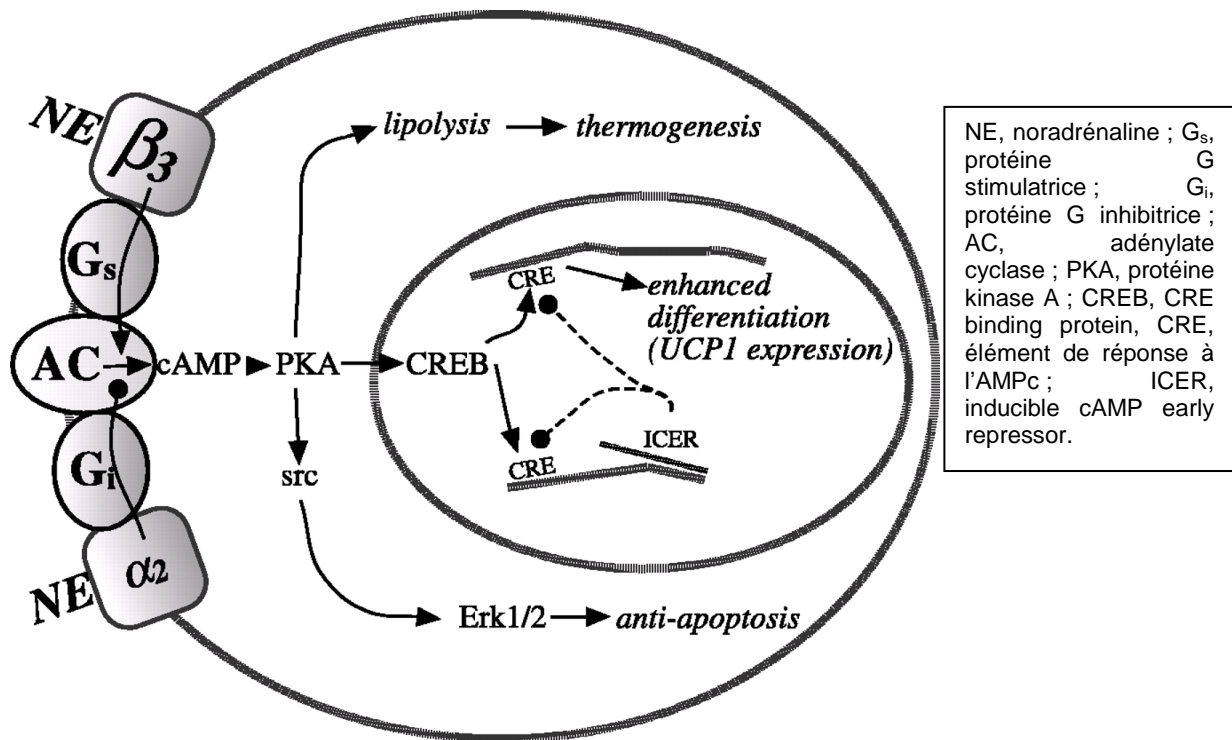 NE
β3
Gs
AC
cAMP
PKA
CREB
lipolysis
thermogenesis
CRE
enhanced
differentiation
(UCP1 expression)
ICER
CRE
Gi
src
NE
α2
Erk1/2
anti-apoptosis
NE, noradrénaline ; Gs,
protéine G
stimulatrice ; Gi,
protéine G inhibitrice ;
AC, adénylate
cyclase ; PKA, protéine
kinase A ; CREB, CRE
binding protein, CRE,
élément de réponse à
l'AMPc ; ICER,
inducible cAMP early
repressor.